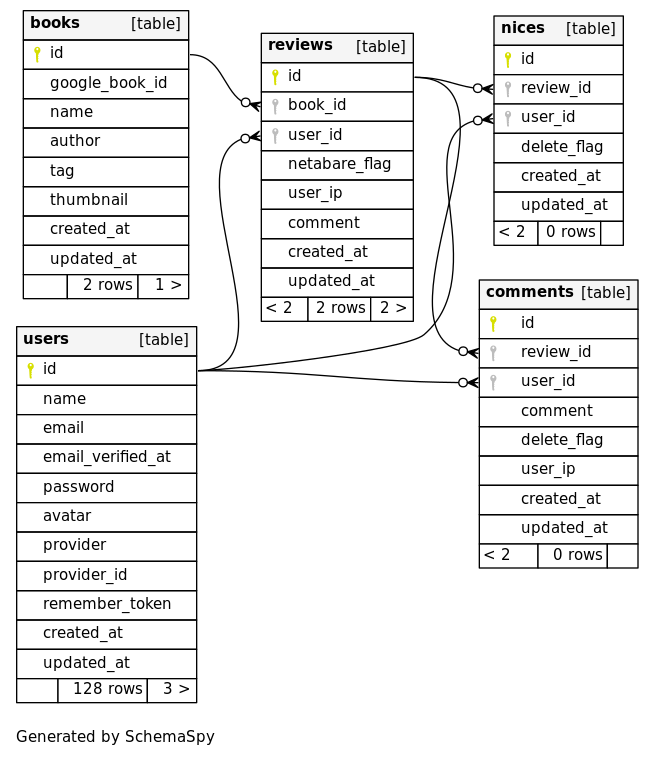 books [table]
id
google_book_id
name
author
tag
thumbnail
created_at
updated_at
2 rows 1 >
reviews [table]
id
book_id
user_id
netabare_flag
user_ip
comment
created_at
updated_at
< 2 2 rows 2 >
nices [table]
id
review_id
user_id
delete_flag
created_at
updated_at
< 2 0 rows
comments [table]
id
review_id
user_id
comment
delete_flag
user_ip
created_at
updated_at
< 2 0 rows
users [table]
id
name
email
email_verified_at
password
avatar
provider
provider_id
remember_token
created_at
updated_at
128 rows 3 >
Generated by SchemaSpy